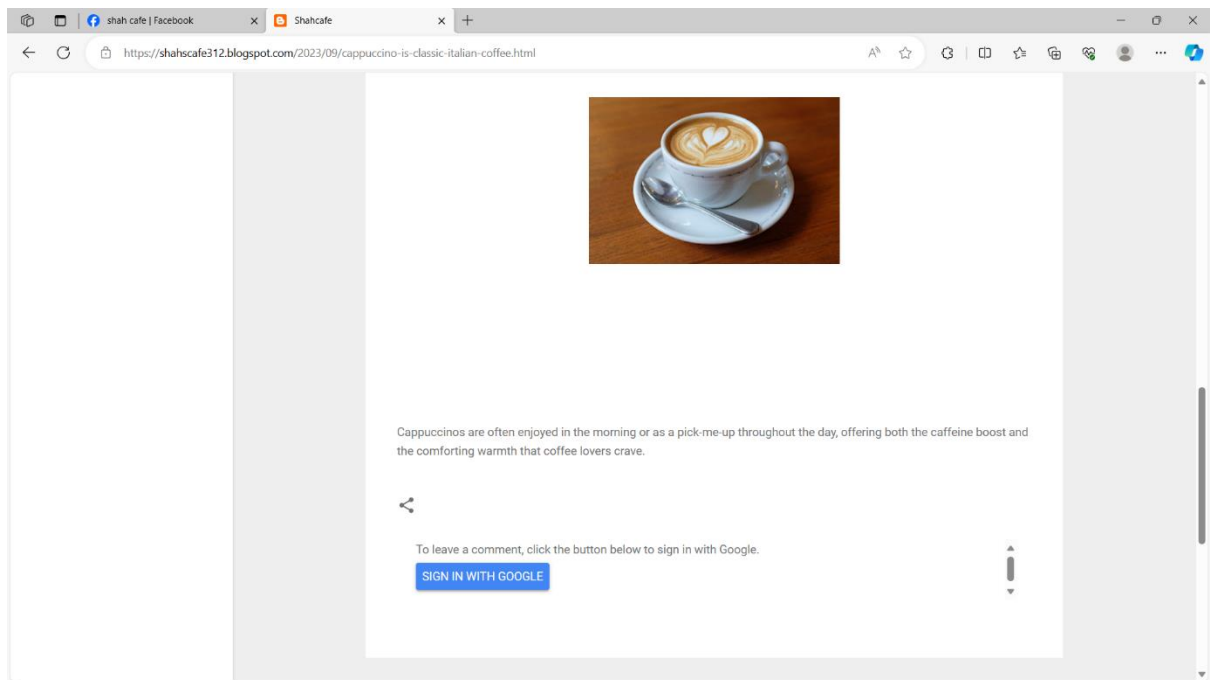 shah cafe | Facebook
Shahcafe
https://shahscafe312.blogspot.com/2023/09/cappuccino-is-classic-italian-coffee.html
Cappuccinos are often enjoyed in the morning or as a pick-me-up throughout the day, offering both the caffeine boost and
the comforting warmth that coffee lovers crave.
To leave a comment, click the button below to sign in with Google.
SIGN IN WITH GOOGLE